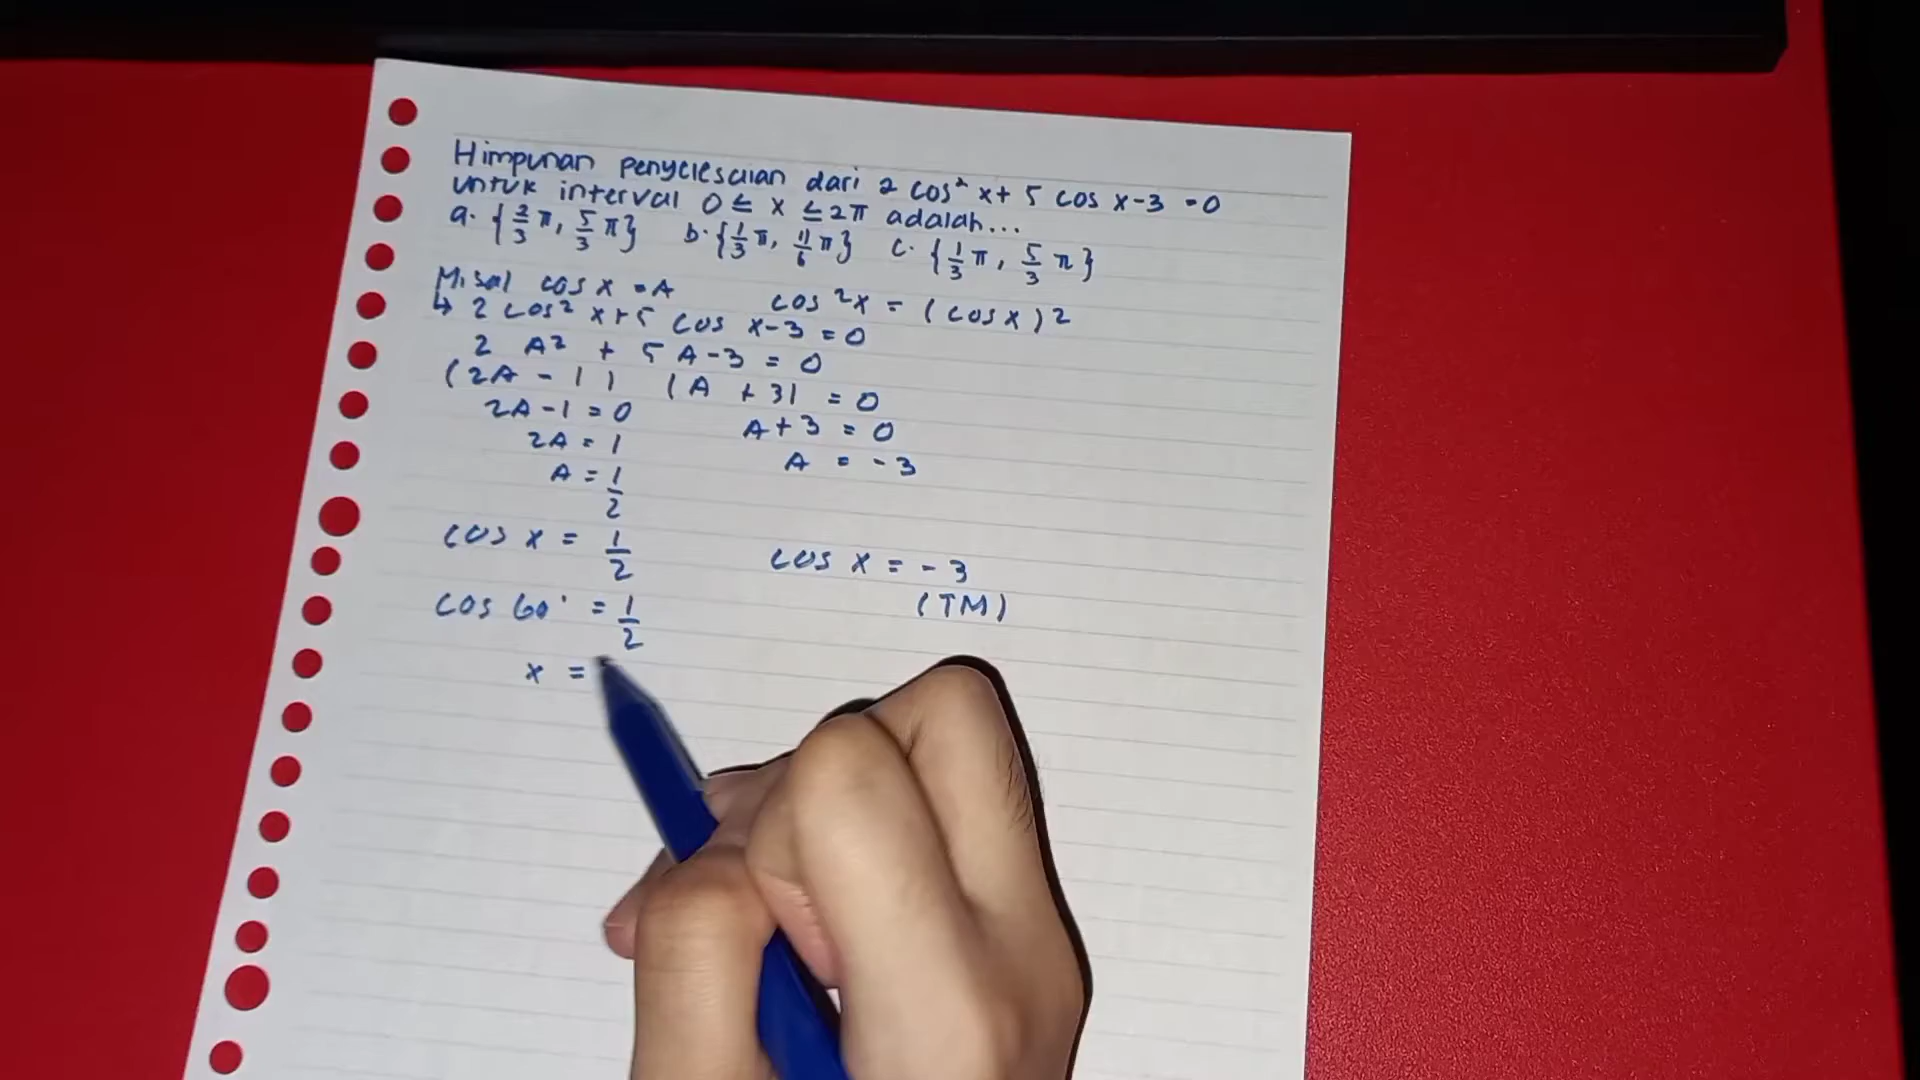 Himpunan penyelesaian dari 2 cos² x + 5 cos x - 3 = 0
untuk interval 0 ≤ x ≤ 2π adalah...
a. {2/3 π, 5/3 π} b. {1/3 π, 11/6 π} c. {1/3 π, 5/3 π}
Misal cos x = A cos ²x = (cos x)²
↳ 2 cos² x + 5 cos x - 3 = 0
2 A² + 5 A - 3 = 0
(2A - 1) (A + 3) = 0
2A - 1 = 0 A + 3 = 0
2A = 1 A = -3
A = 1/2
cos x = 1/2 cos x = -3
cos 60° = 1/2 (TM)
x =